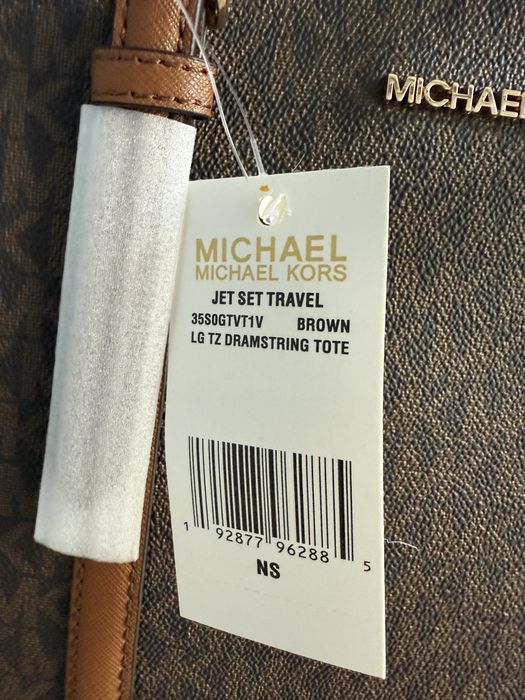 MICHAEL
MICHAEL
MICHAEL KORS
JET SET TRAVEL
35S0GTVT1V BROWN
LG TZ DRAMSTRING TOTE
1 92877 96288 5
NS